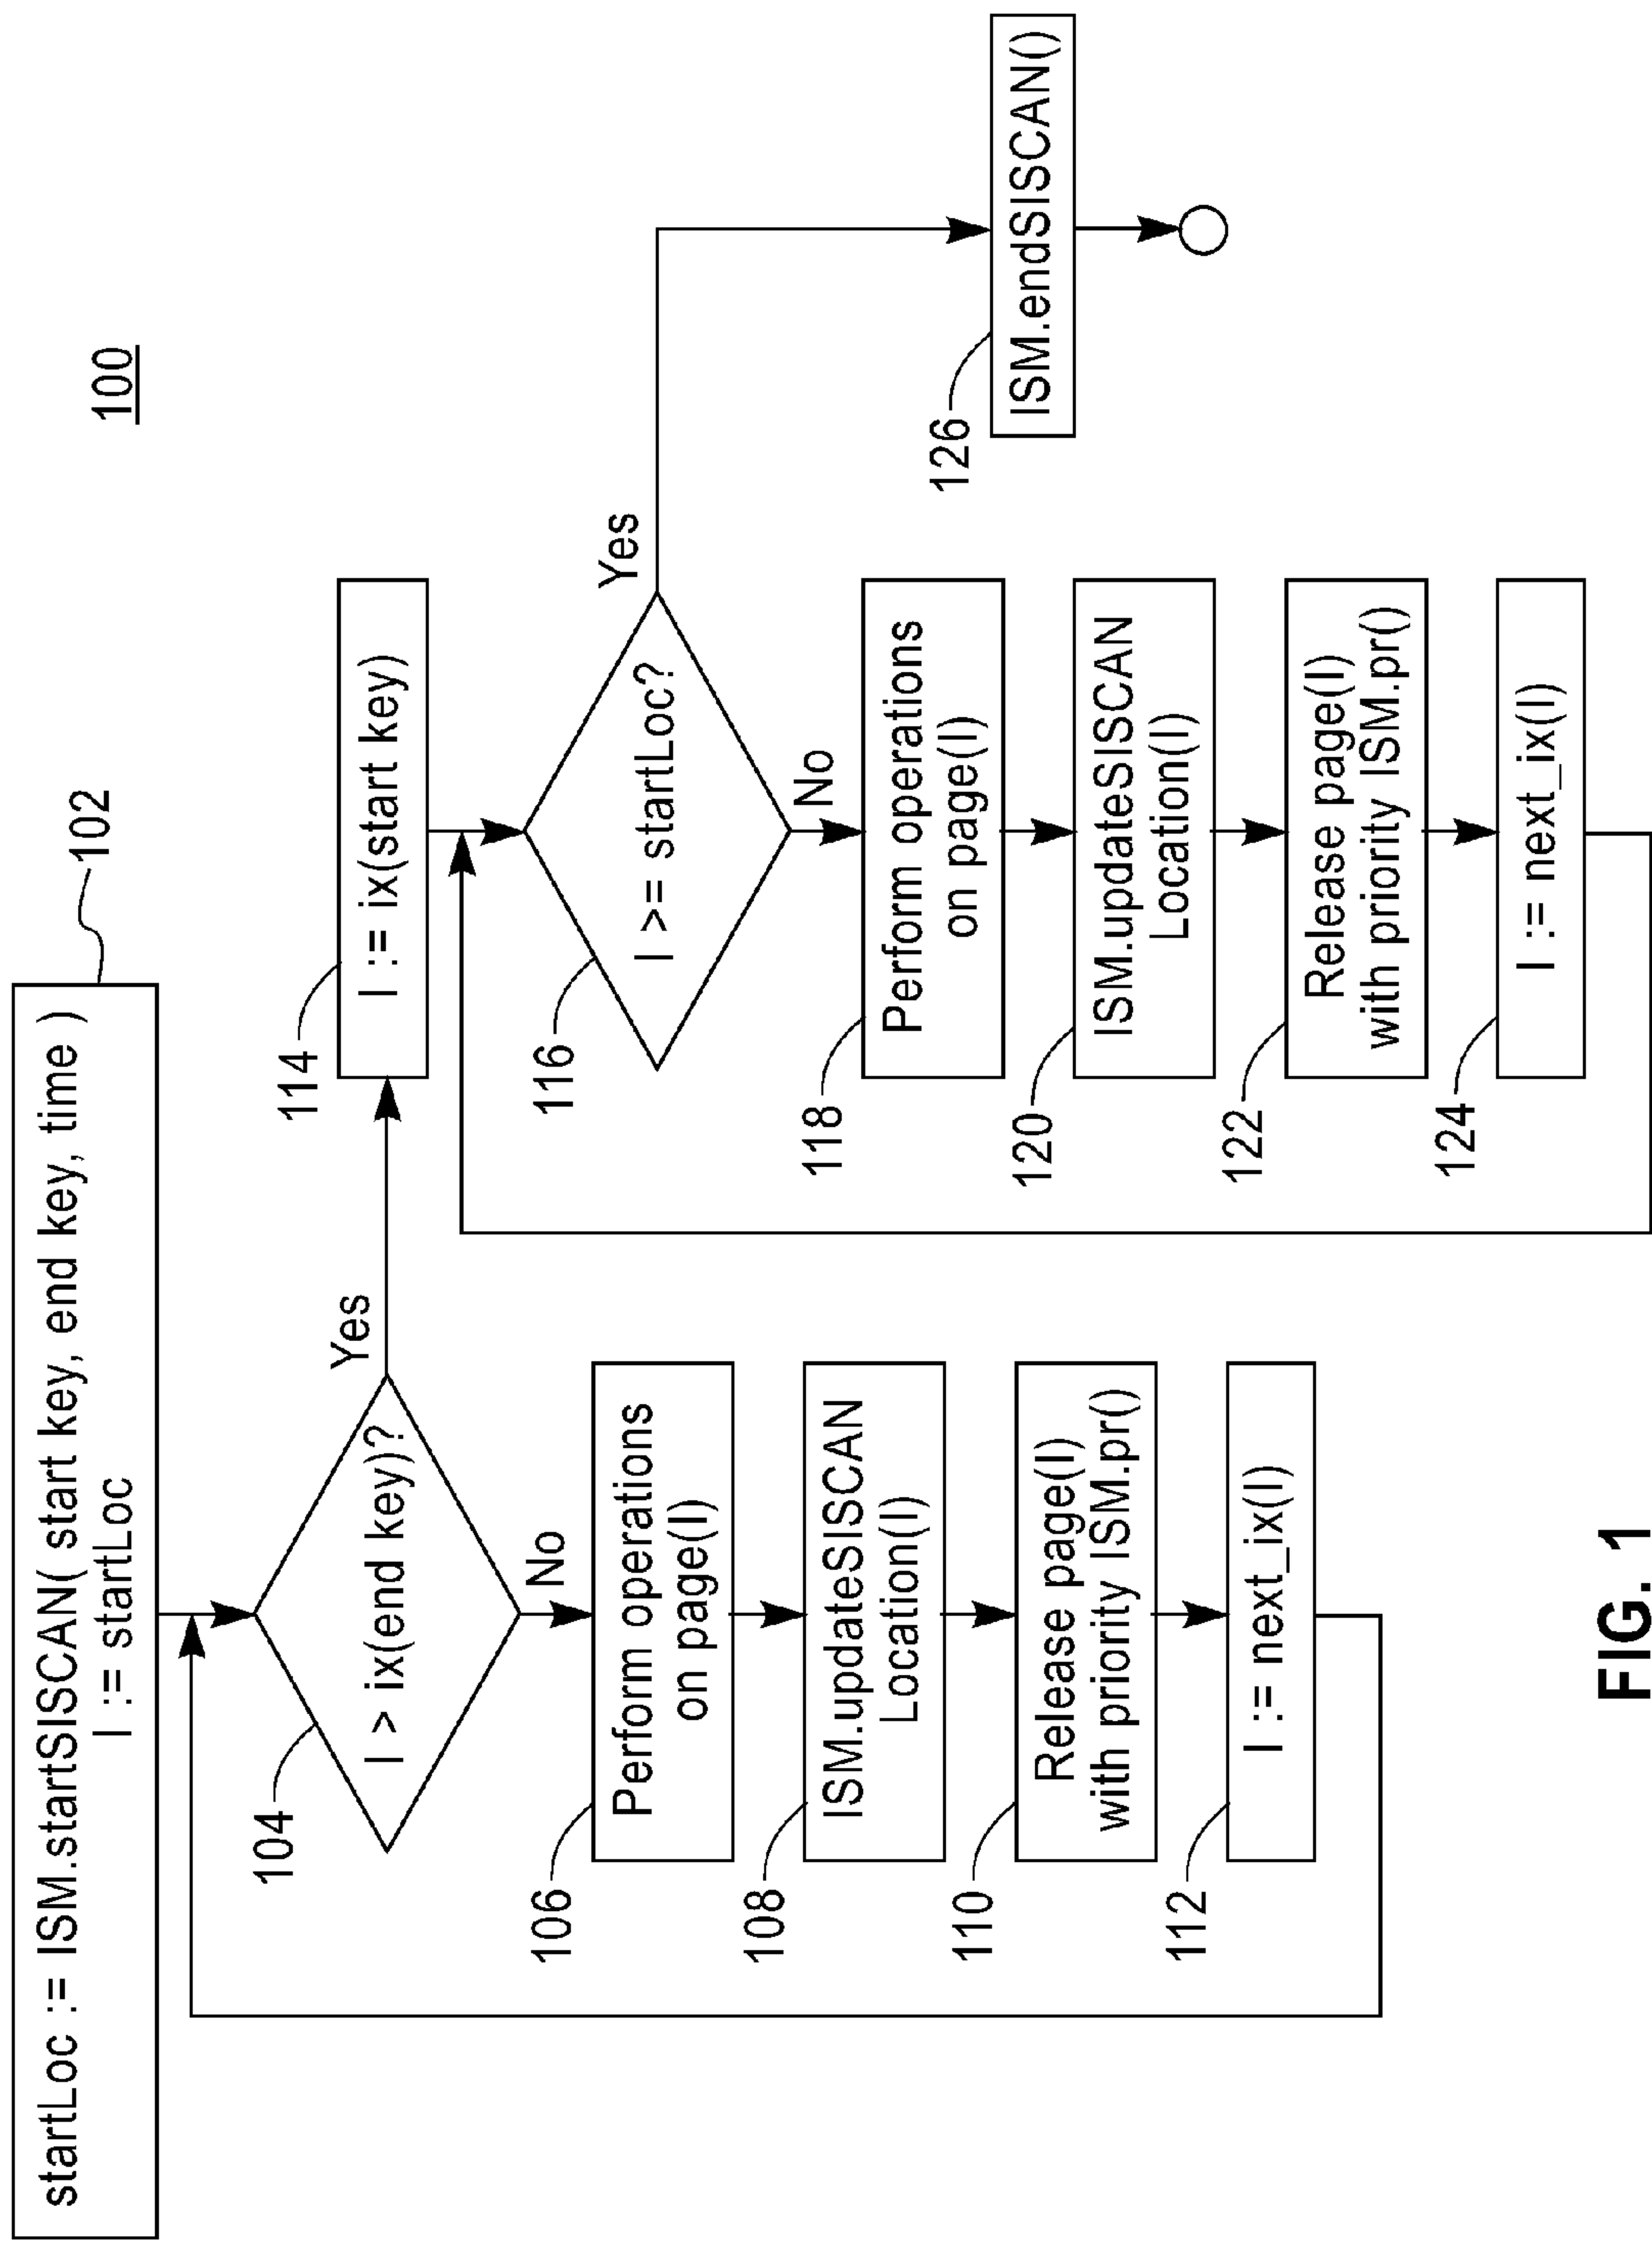 100
startLoc := ISM.startSISCAN( start key, end key, time )
l := startLoc
102
104
l > ix(end key)?
Yes
No
106
Perform operations
on page(l)
108
ISM.updateSISCAN
Location(l)
110
Release page(l)
with priority ISM.pr()
112
l := next_ix(l)
114
l := ix(start key)
116
l >= startLoc?
Yes
No
118
Perform operations
on page(l)
120
ISM.updateSISCAN
Location(l)
122
Release page(l)
with priority ISM.pr()
124
l := next_ix(l)
126
ISM.endSISCAN()
FIG. 1